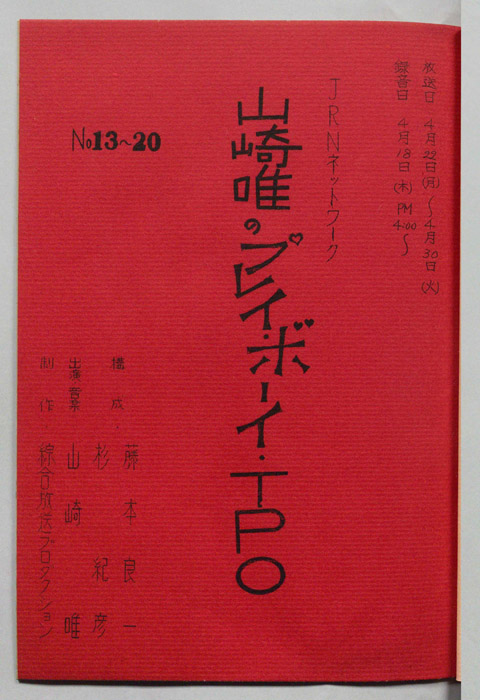 放送日 4月22日(月)〜4月30日(火)
録音日 4月18日(木)PM4:00〜
JRNネットワーク
山崎唯のプレイ・ボーイ・TPO
No13~20
構成・藤本良一
杉紀彦
出演音楽 山崎唯
制作・綜合放送プロダクション